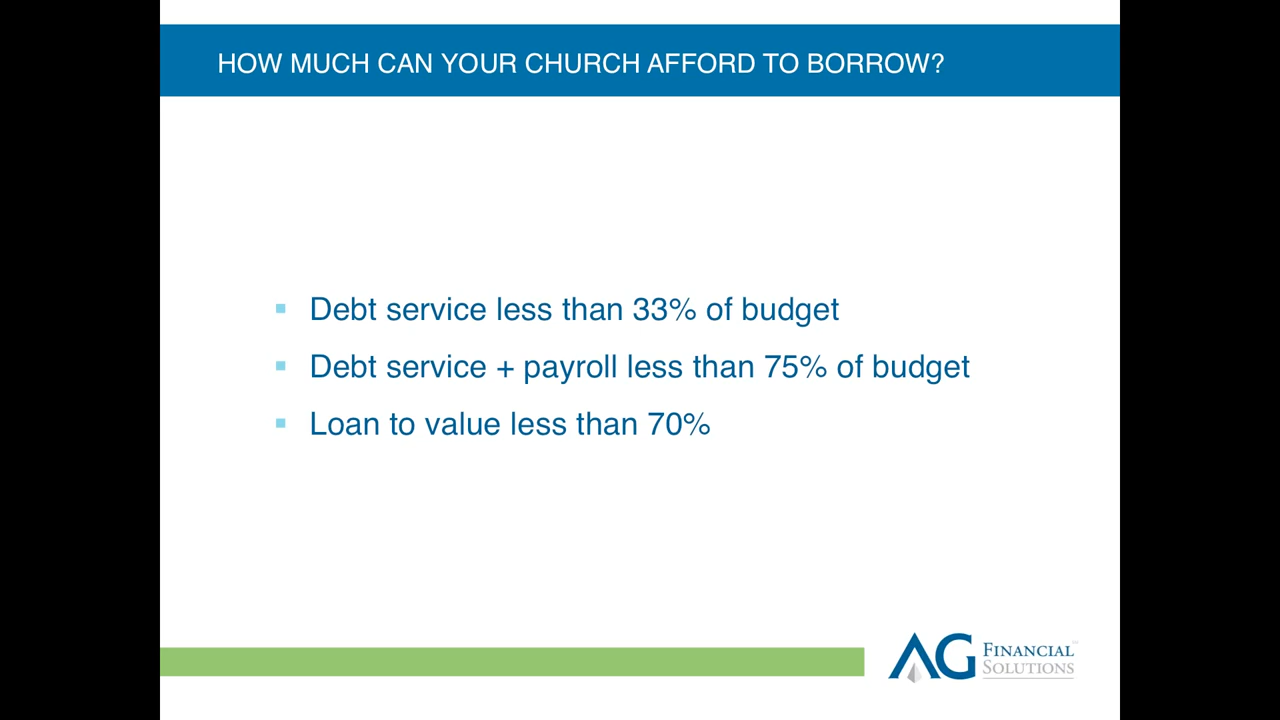 HOW MUCH CAN YOUR CHURCH AFFORD TO BORROW?
Debt service less than 33% of budget
Debt service + payroll less than 75% of budget
Loan to value less than 70%
AG FINANCIAL
SOLUTIONS